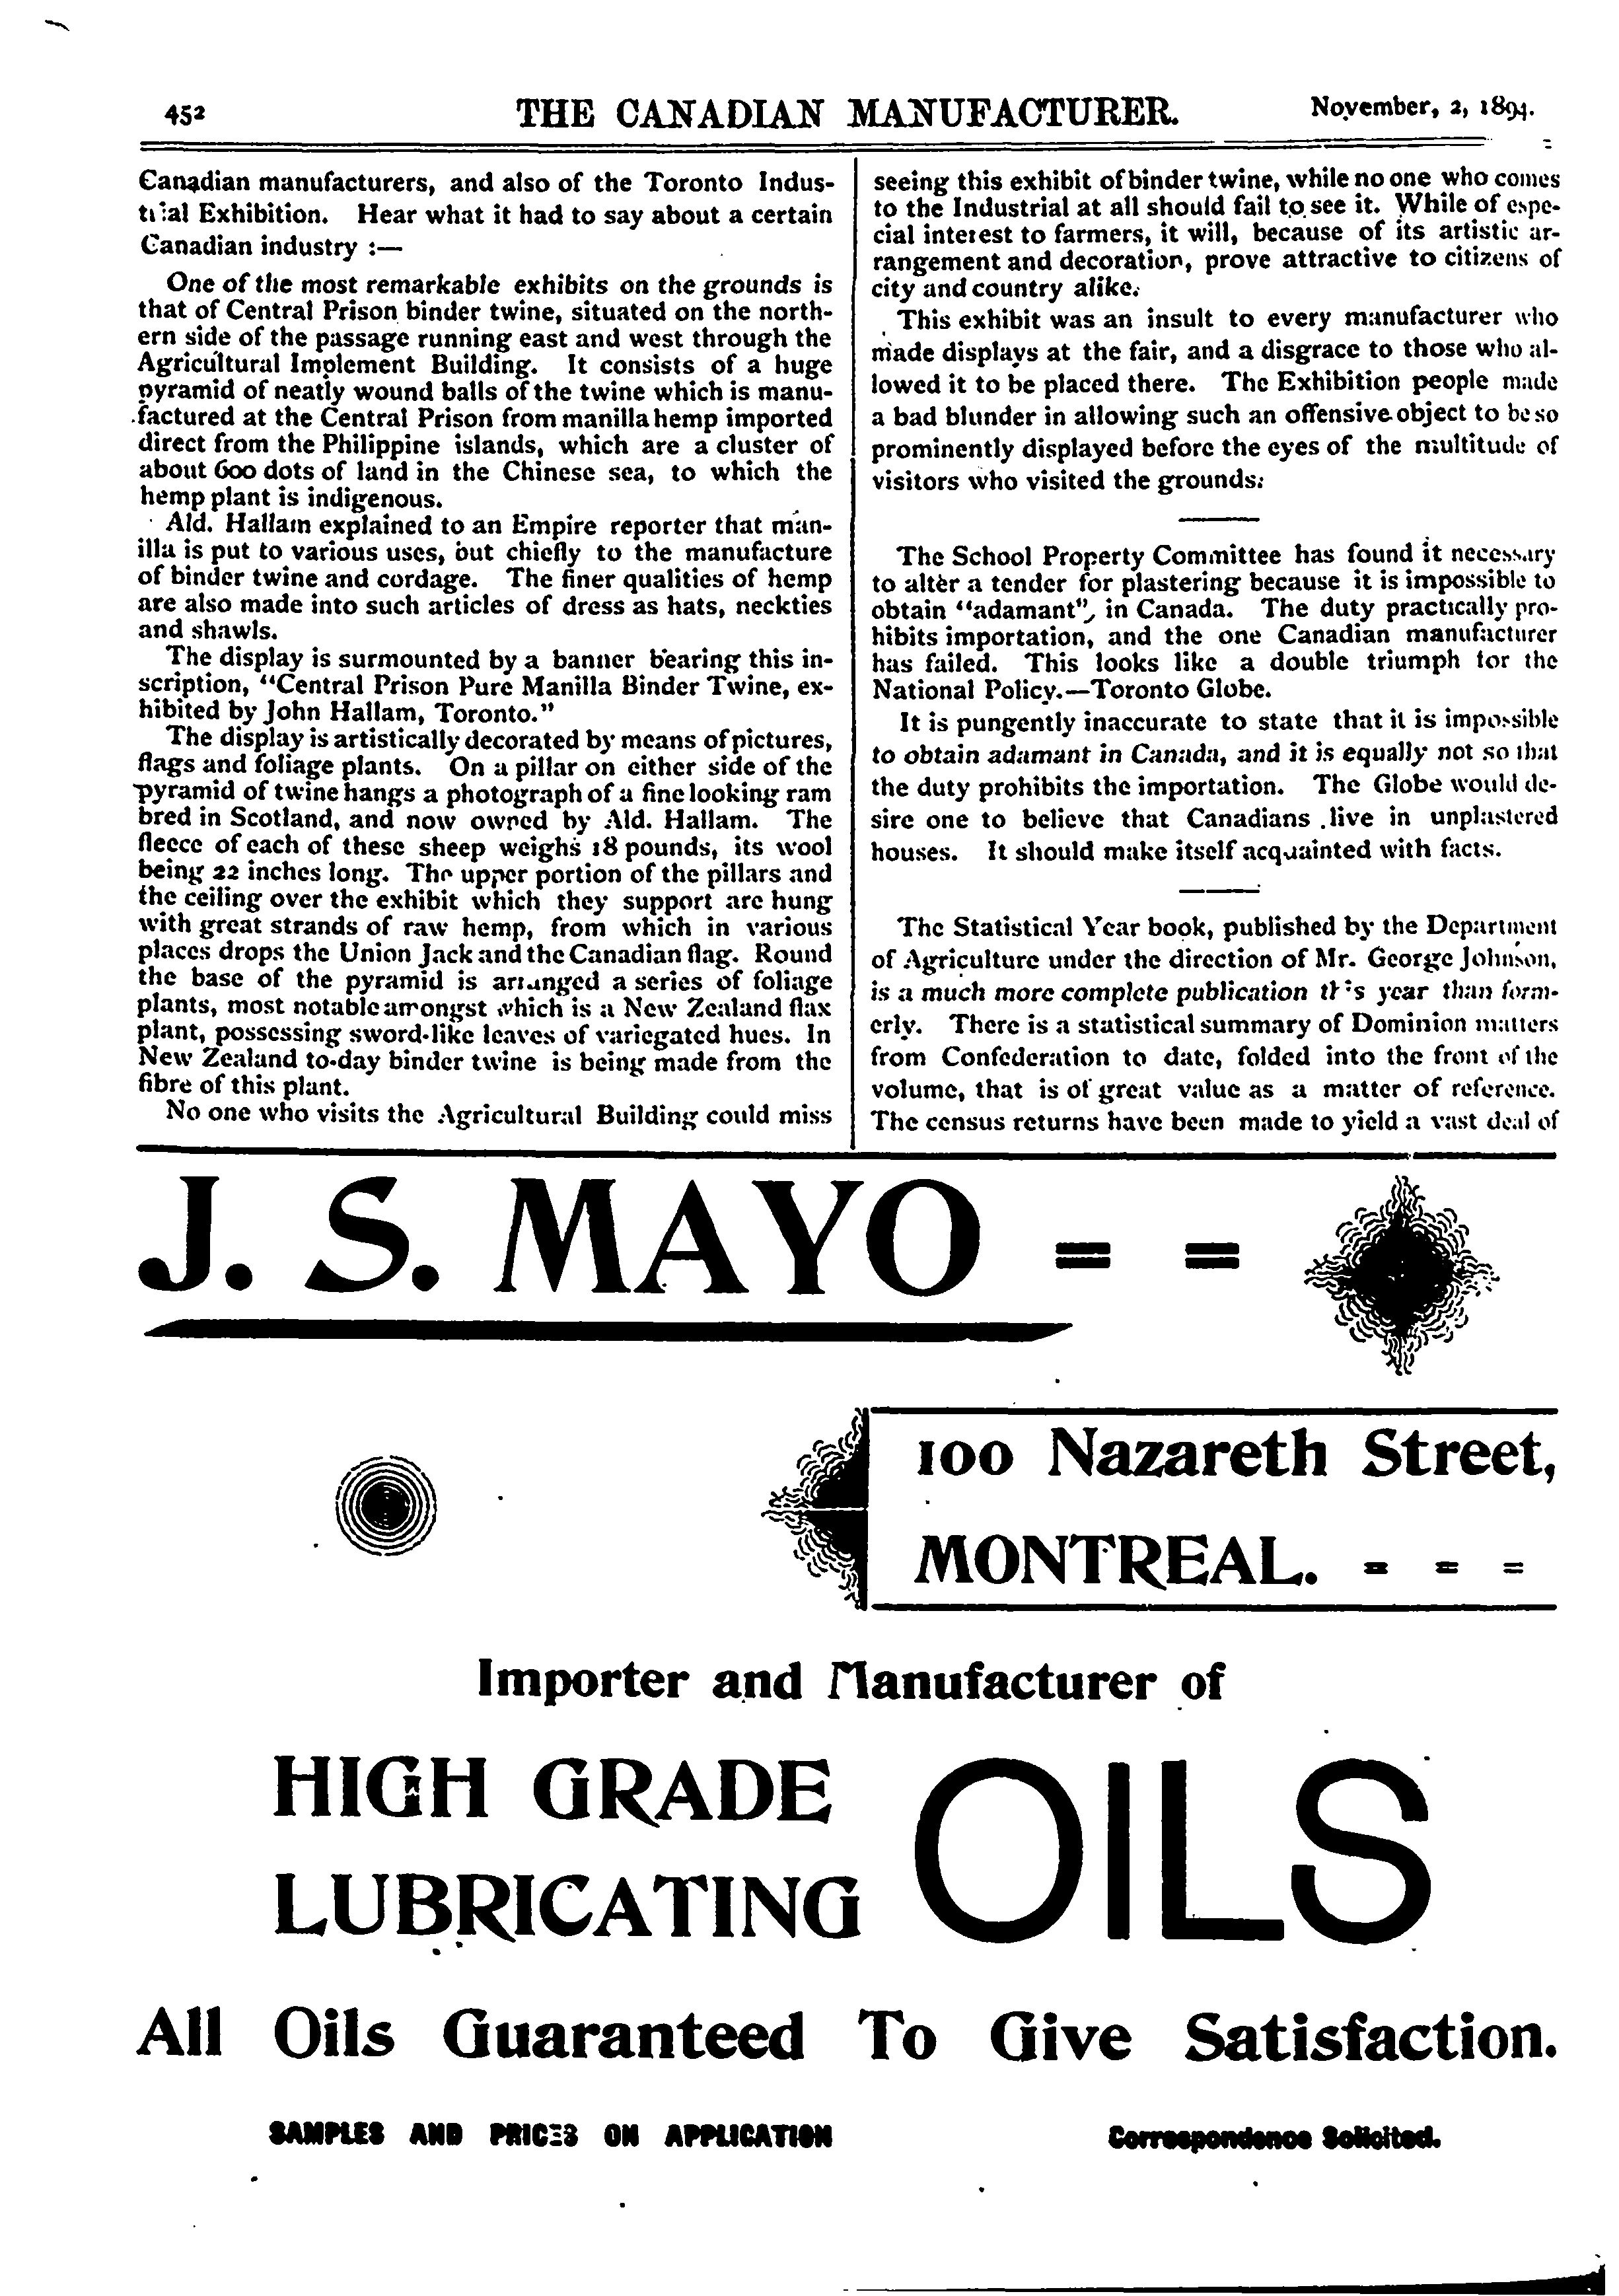 452
THE CANADIAN MANUFACTURER.
November, 2, 1894.
Canadian manufacturers, and also of the Toronto Indus-
trial Exhibition. Hear what it had to say about a certain
Canadian industry :—
One of the most remarkable exhibits on the grounds is
that of Central Prison binder twine, situated on the north-
ern side of the passage running east and west through the
Agricultural Implement Building. It consists of a huge
pyramid of neatly wound balls of the twine which is manu-
factured at the Central Prison from manilla hemp imported
direct from the Philippine islands, which are a cluster of
about 600 dots of land in the Chinese sea, to which the
hemp plant is indigenous.
Ald. Hallam explained to an Empire reporter that man-
illa is put to various uses, but chiefly to the manufacture
of binder twine and cordage. The finer qualities of hemp
are also made into such articles of dress as hats, neckties
and shawls.
The display is surmounted by a banner bearing this in-
scription, "Central Prison Pure Manilla Binder Twine, ex-
hibited by John Hallam, Toronto."
The display is artistically decorated by means of pictures,
flags and foliage plants. On a pillar on either side of the
pyramid of twine hangs a photograph of a fine looking ram
bred in Scotland, and now owned by Ald. Hallam. The
fleece of each of these sheep weighs 18 pounds, its wool
being 22 inches long. The upper portion of the pillars and
the ceiling over the exhibit which they support are hung
with great strands of raw hemp, from which in various
places drops the Union Jack and the Canadian flag. Round
the base of the pyramid is arranged a series of foliage
plants, most notable amongst which is a New Zealand flax
plant, possessing sword-like leaves of variegated hues. In
New Zealand to-day binder twine is being made from the
fibre of this plant.
No one who visits the Agricultural Building could miss
seeing this exhibit of binder twine, while no one who comes
to the Industrial at all should fail to see it. While of espe-
cial interest to farmers, it will, because of its artistic ar-
rangement and decoration, prove attractive to citizens of
city and country alike.
This exhibit was an insult to every manufacturer who
made displays at the fair, and a disgrace to those who al-
lowed it to be placed there. The Exhibition people made
a bad blunder in allowing such an offensive object to be so
prominently displayed before the eyes of the multitude of
visitors who visited the grounds.
The School Property Committee has found it necessary
to alter a tender for plastering because it is impossible to
obtain "adamant", in Canada. The duty practically pro-
hibits importation, and the one Canadian manufacturer
has failed. This looks like a double triumph for the
National Policy.—Toronto Globe.
It is pungently inaccurate to state that it is impossible
to obtain adamant in Canada, and it is equally not so that
the duty prohibits the importation. The Globe would de-
sire one to believe that Canadians live in unplastered
houses. It should make itself acquainted with facts.
The Statistical Year book, published by the Department
of Agriculture under the direction of Mr. George Johnson,
is a much more complete publication this year than form-
erly. There is a statistical summary of Dominion matters
from Confederation to date, folded into the front of the
volume, that is of great value as a matter of reference.
The census returns have been made to yield a vast deal of
J. S. MAYO = =
100 Nazareth Street,
MONTREAL. = = =
Importer and Manufacturer of
HIGH GRADE
LUBRICATING
OILS
All Oils Guaranteed To Give Satisfaction.
SAMPLES AND PRICES ON APPLICATION
Correspondence Solicited.